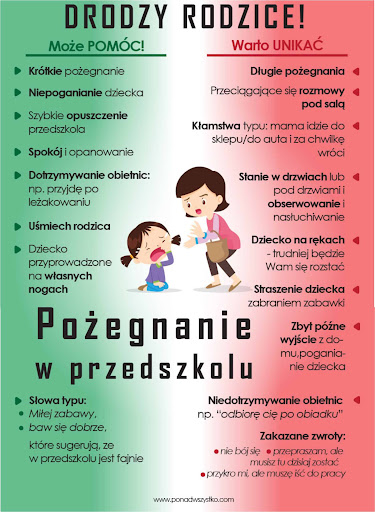 DRODZY RODZICE!
Może POMÓC!
Krótkie pożegnanie
Niepoganianie dziecka
Szybkie opuszczenie
przedszkola
Spokój i opanowanie
Dotrzymywanie obietnic:
np. przyjdę po
leżakowaniu
Uśmiech rodzica
Dziecko
przyprowadzone
na własnych
nogach
Warto UNIKAĆ
Długie pożegnania
Przeciągające się rozmowy
pod salą
Kłamstwa typu: mama idzie do
sklepu/do auta i za chwilkę
wróci
Stanie w drzwiach lub
pod drzwiami i
obserwowanie i
nasłuchiwanie
Dziecko na rękach
- trudniej będzie
Wam się rozstać
Straszenie dziecka
zabraniem zabawki
Zbyt późne
wyjście z do-
mu,pogania-
nie dziecka
Pożegnanie
w przedszkolu
Słowa typu:
• Miłej zabawy,
• baw się dobrze,
które sugerują, ze
w przedszkolu jest fajnie
Niedotrzymywanie obietnic
np. "odbiorę cię po obiadku"
Zakazane zwroty:
• nie bój się • przepraszam, ale
musisz tu dzisiaj zostać
• przykro mi, ale muszę iść do pracy
www.ponadwszystko.com